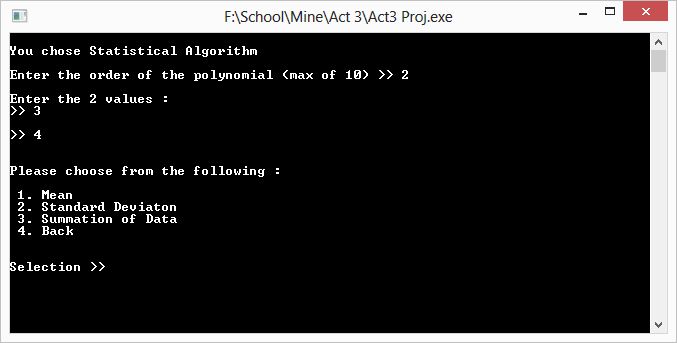 F:\School\Mine\Act 3\Act3 Proj.exe
You chose Statistical Algorithm
Enter the order of the polynomial (max of 10) >> 2
Enter the 2 values :
>> 3
>> 4
Please choose from the following :
1. Mean
2. Standard Deviaton
3. Summation of Data
4. Back
Selection >>